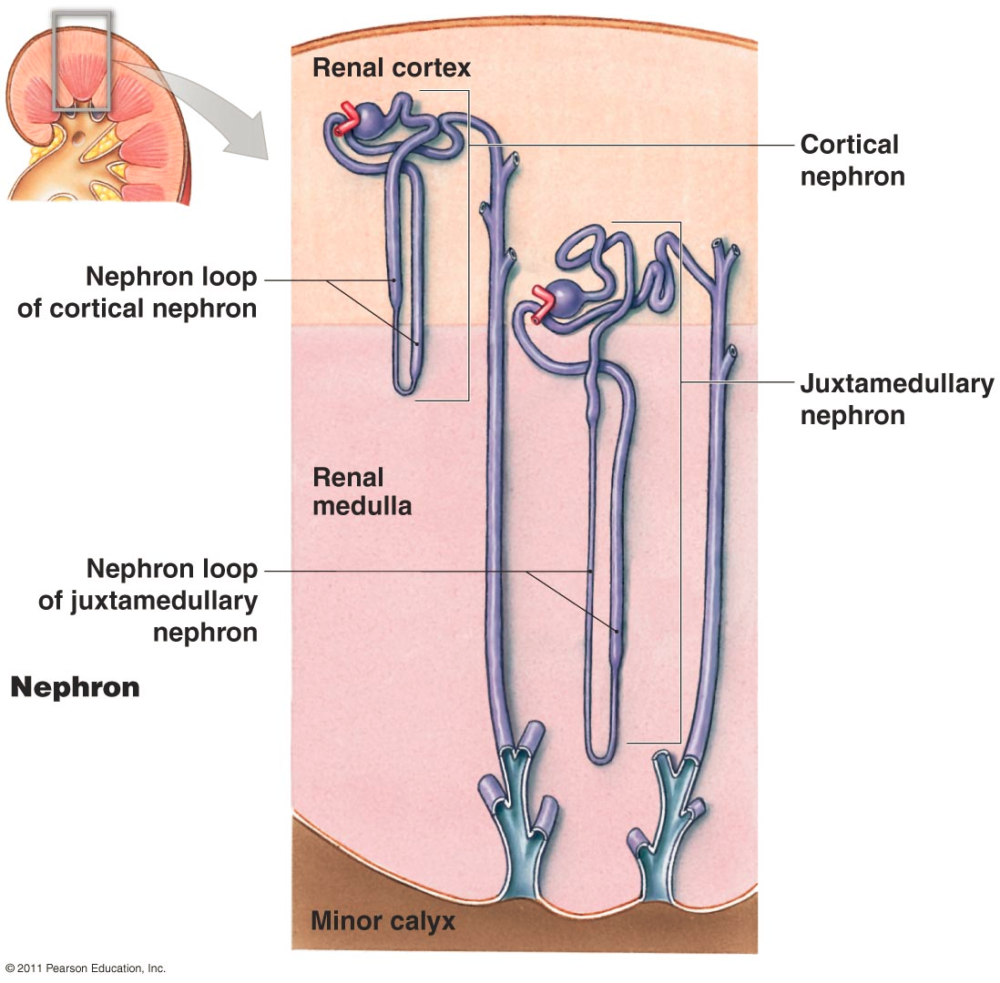 Renal cortex
Cortical
nephron
Nephron loop
of cortical nephron
Juxtamedullary
nephron
Renal
medulla
Nephron loop
of juxtamedullary
nephron
Nephron
Minor calyx
© 2011 Pearson Education, Inc.